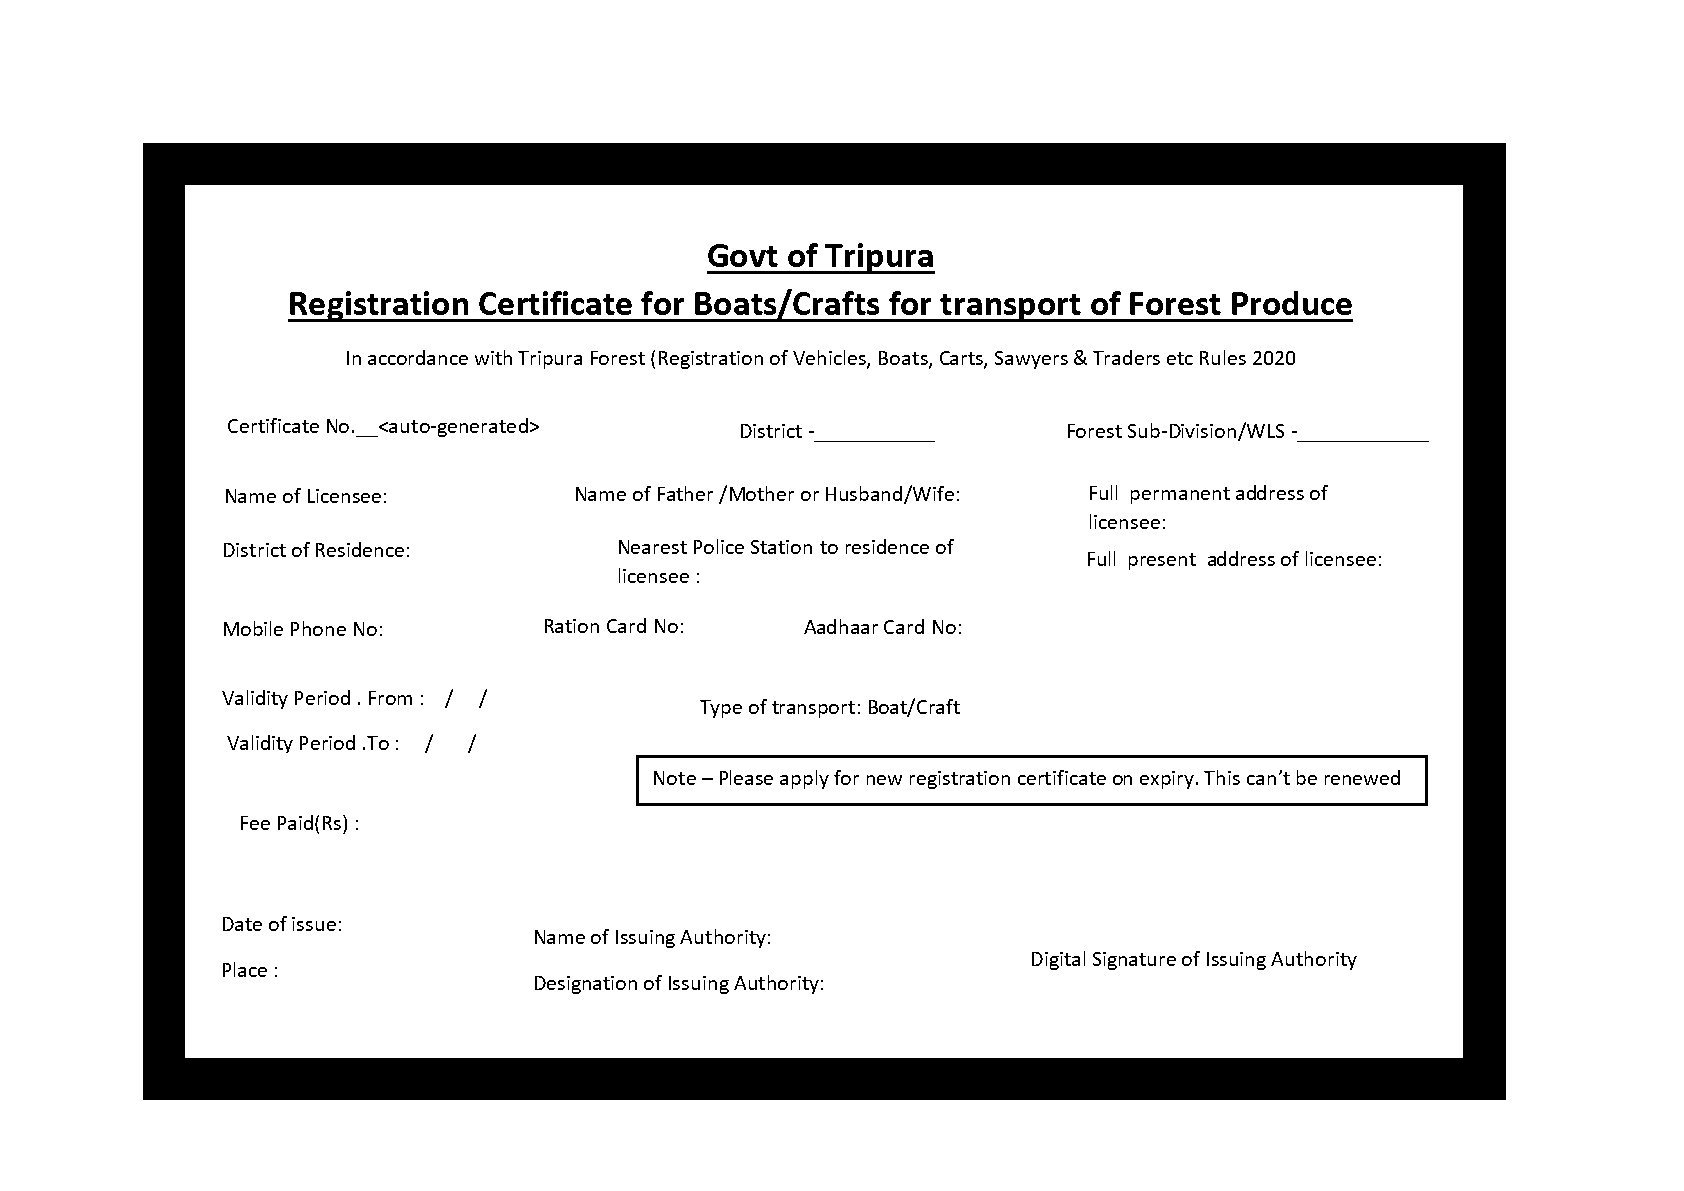 Govt of Tripura
Registration Certificate for Boats/Crafts for transport of Forest Produce
In accordance with Tripura Forest (Registration of Vehicles, Boats, Carts, Sawyers & Traders etc Rules 2020
Certificate No.__<auto-generated> District -___________ Forest Sub-Division/WLS -____________
Name of Licensee: Name of Father /Mother or Husband/Wife: Full permanent address of
licensee:
District of Residence: Nearest Police Station to residence of
licensee :
Full present address of licensee:
Mobile Phone No: Ration Card No: Aadhaar Card No:
Validity Period . From : / / Type of transport: Boat/Craft
Validity Period .To : / /
Note – Please apply for new registration certificate on expiry. This can’t be renewed
Fee Paid(Rs) :
Date of issue: Name of Issuing Authority:
Digital Signature of Issuing Authority
Place : Designation of Issuing Authority: